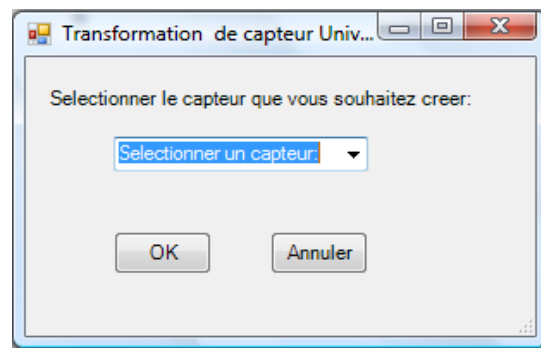 Transformation de capteur Univ...
Selectionner le capteur que vous souhaitez creer:
Selectionner un capteur:
OK Annuler